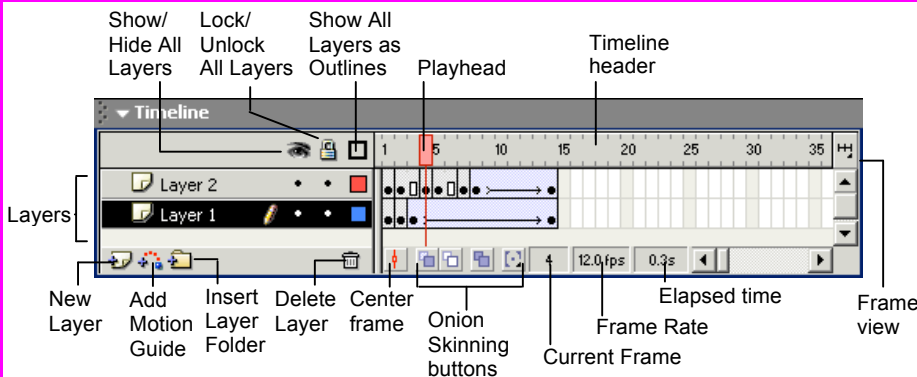 Show/
Hide All
Layers
Lock/
Unlock
All Layers
Show All
Layers as
Outlines
Playhead
Timeline
header
Timeline
1 5 10 15 20 25 30 35
Layer 2
Layer 1
Layers
4 12.0 fps 0.3s
New
Layer
Add
Motion
Guide
Insert
Layer
Folder
Delete
Layer
Center
frame
Onion
Skinning
buttons
Current Frame
Frame Rate
Elapsed time
Frame
view